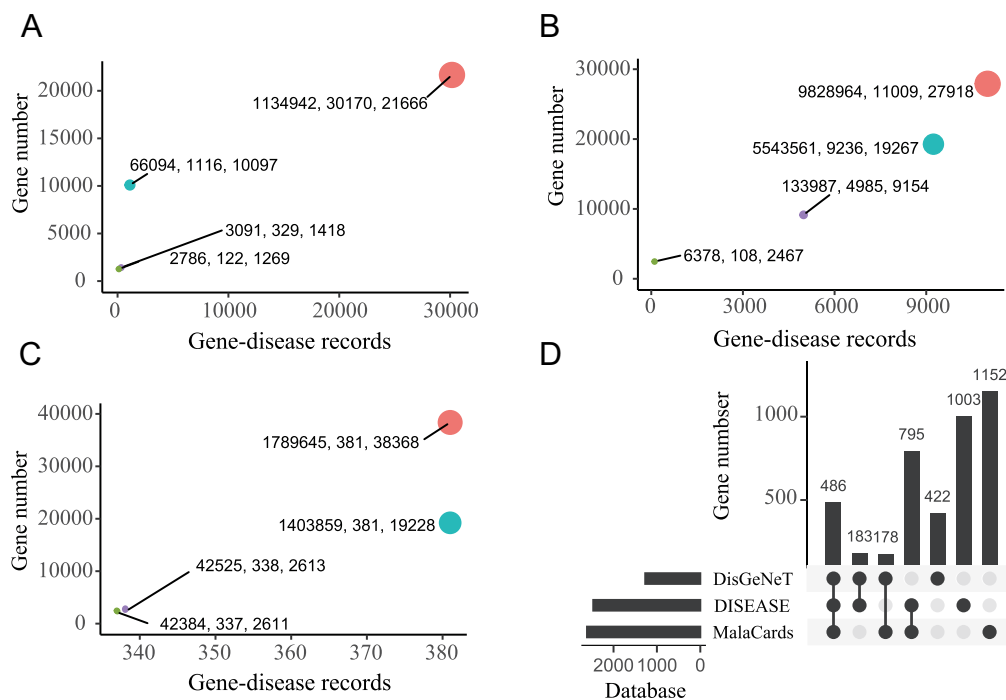 A
Gene number
20000
15000
10000
5000
0
1134942, 30170, 21666
66094, 1116, 10097
3091, 329, 1418
2786, 122, 1269
0 10000 20000 30000
Gene-disease records
B
Gene number
30000
20000
10000
0
9828964, 11009, 27918
5543561, 9236, 19267
133987, 4985, 9154
6378, 108, 2467
0 3000 6000 9000
Gene-disease records
C
Gene number
40000
30000
20000
10000
0
1789645, 381, 38368
1403859, 381, 19228
42525, 338, 2613
42384, 337, 2611
340 350 360 370 380
Gene-disease records
D
Gene numbser
1000
500
486 183 178 795 422 1003 1152
DisGeNeT
DISEASE
MalaCards
2000 1000 0
Database